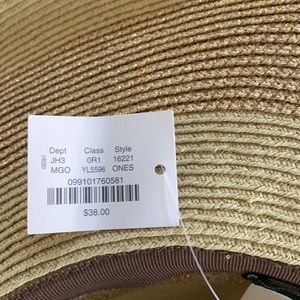 Dept Class Style
JH3 0R1 16221
MGO YL5596 ONES
099101760581
$38.00